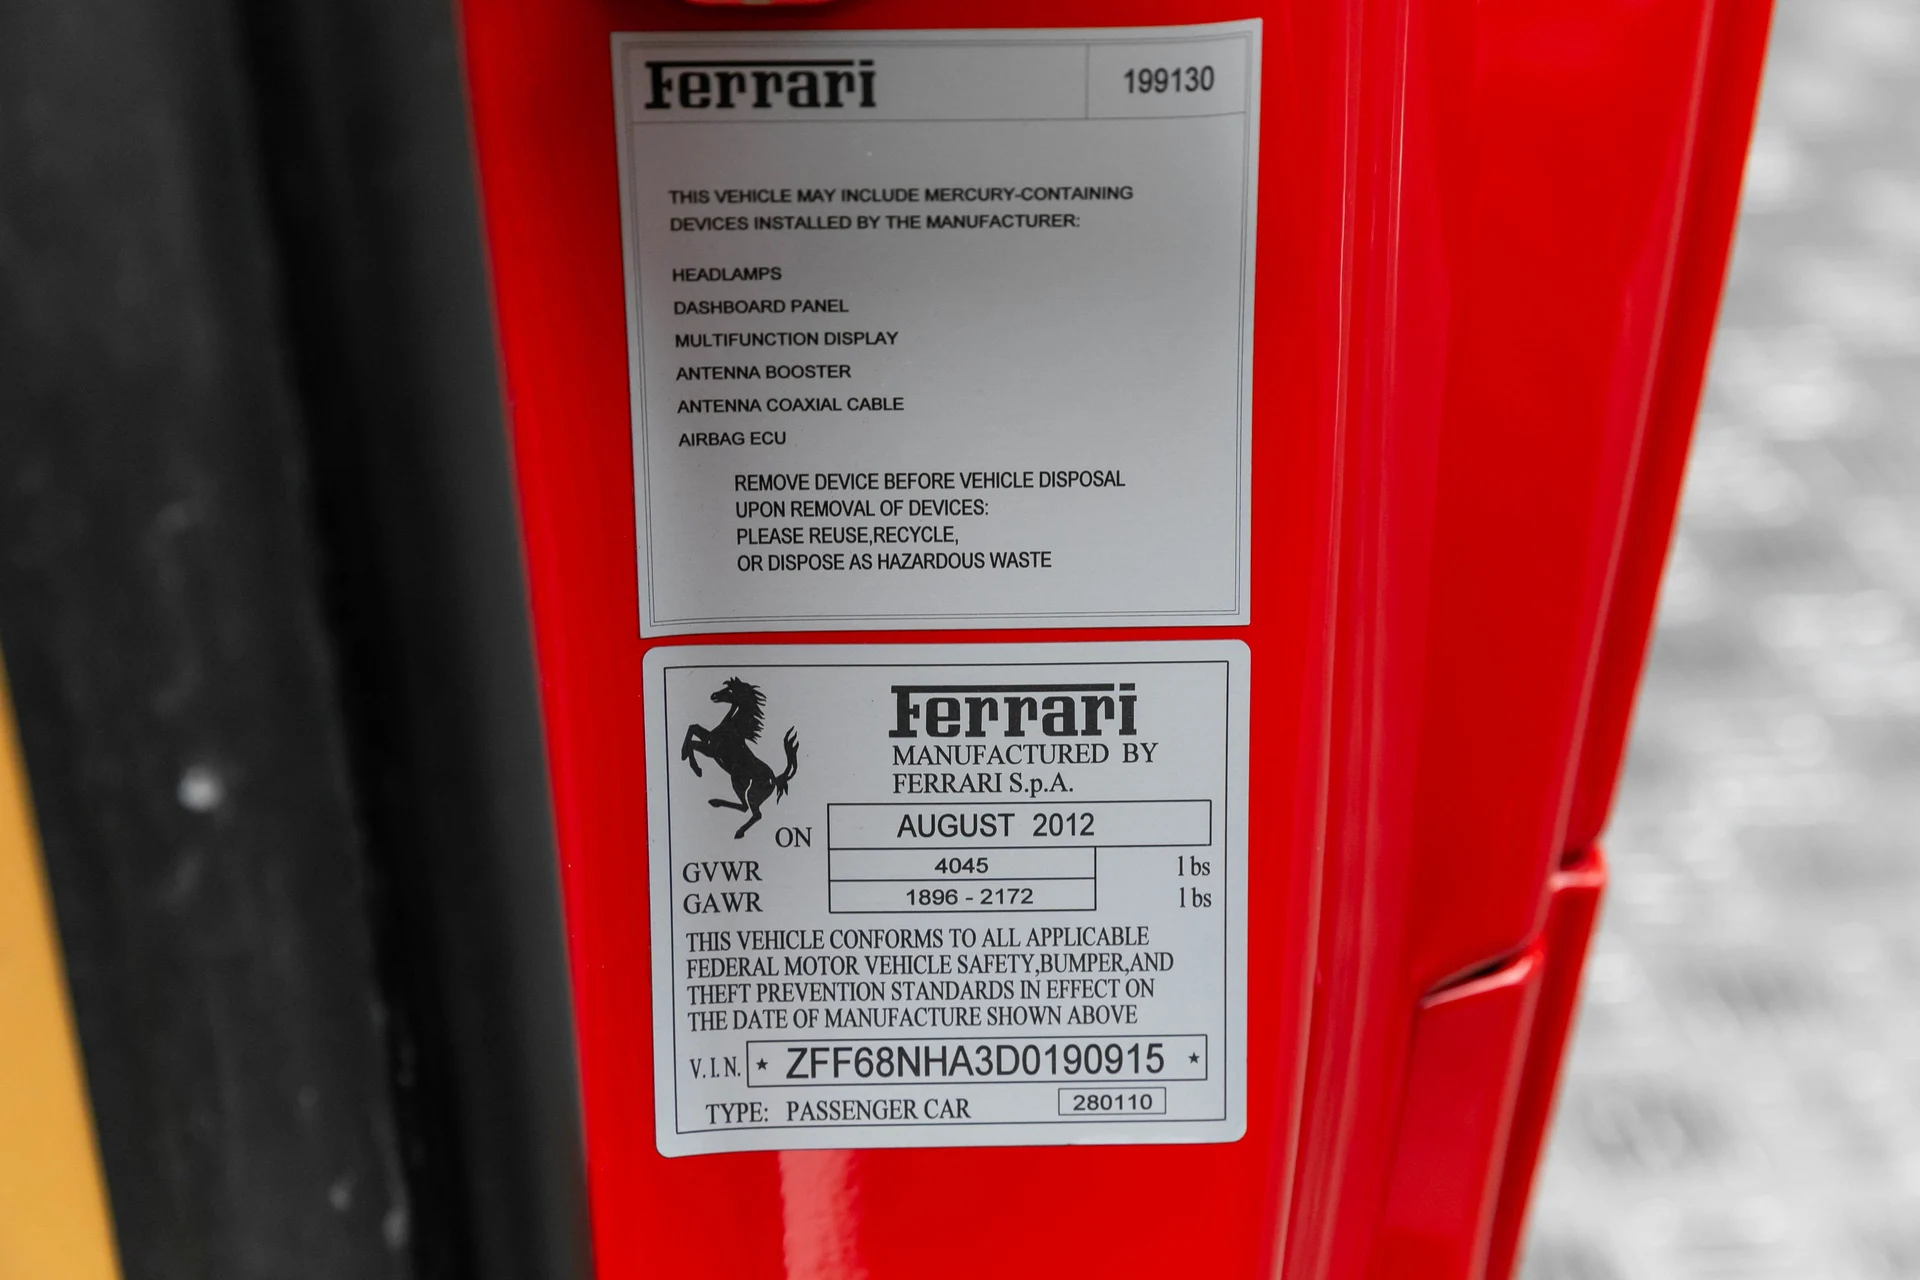 Ferrari 199130
THIS VEHICLE MAY INCLUDE MERCURY-CONTAINING
DEVICES INSTALLED BY THE MANUFACTURER:
HEADLAMPS
DASHBOARD PANEL
MULTIFUNCTION DISPLAY
ANTENNA BOOSTER
ANTENNA COAXIAL CABLE
AIRBAG ECU
REMOVE DEVICE BEFORE VEHICLE DISPOSAL
UPON REMOVAL OF DEVICES:
PLEASE REUSE,RECYCLE,
OR DISPOSE AS HAZARDOUS WASTE
Ferrari
MANUFACTURED BY
FERRARI S.p.A.
ON AUGUST 2012
GVWR 4045 lbs
GAWR 1896 - 2172 lbs
THIS VEHICLE CONFORMS TO ALL APPLICABLE
FEDERAL MOTOR VEHICLE SAFETY,BUMPER,AND
THEFT PREVENTION STANDARDS IN EFFECT ON
THE DATE OF MANUFACTURE SHOWN ABOVE
V.I.N. * ZFF68NHA3D0190915 *
TYPE: PASSENGER CAR 280110